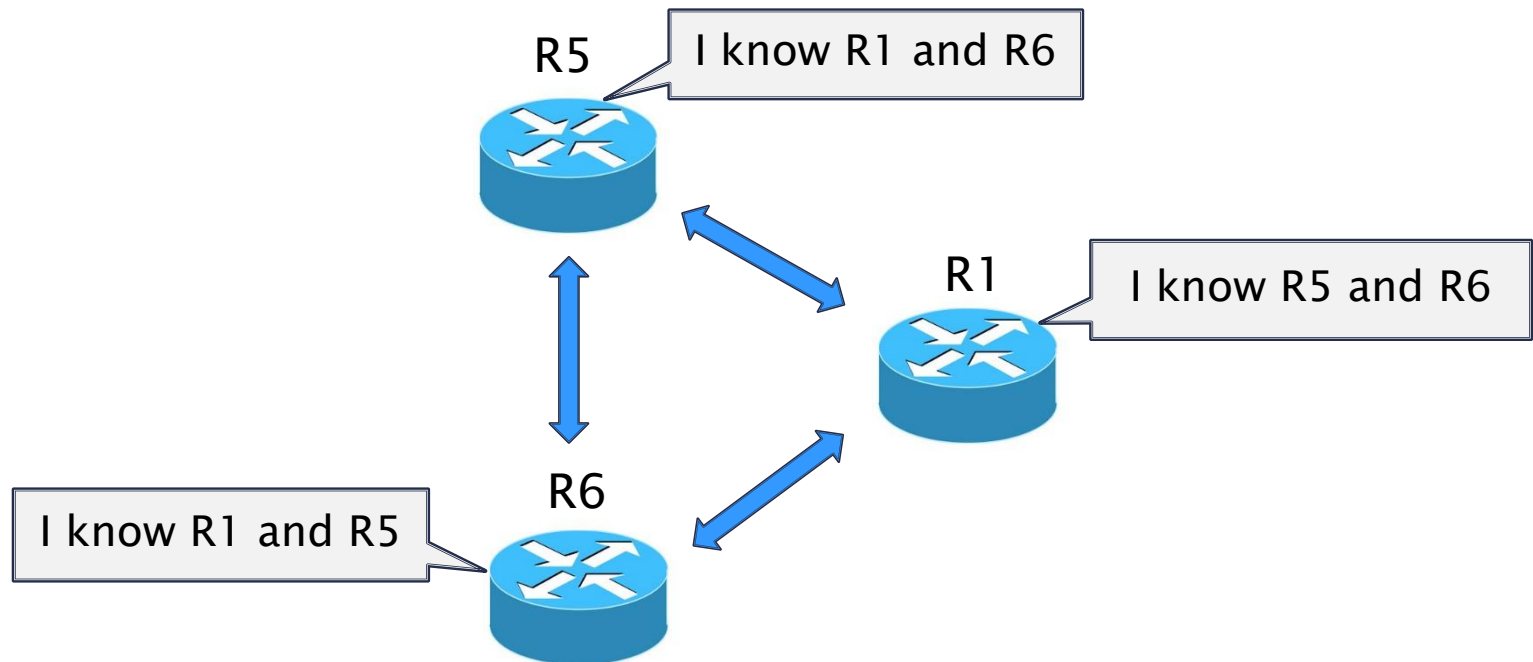 R5
I know R1 and R6
R1
I know R5 and R6
R6
I know R1 and R5